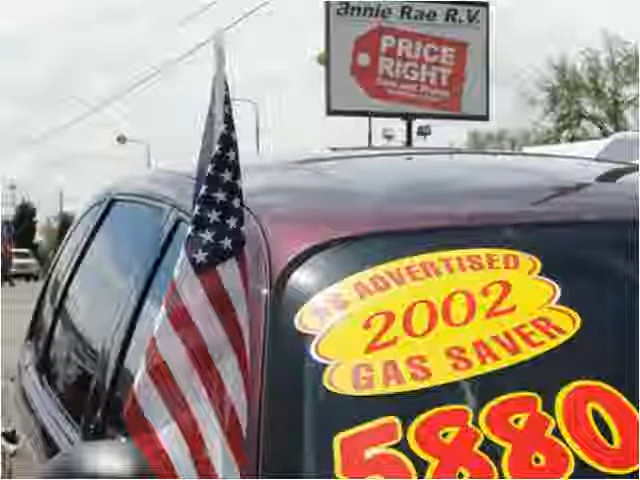 annie Rae R.V.
PRICE
RIGHT
AS ADVERTISED
2002
GAS SAVER
5880